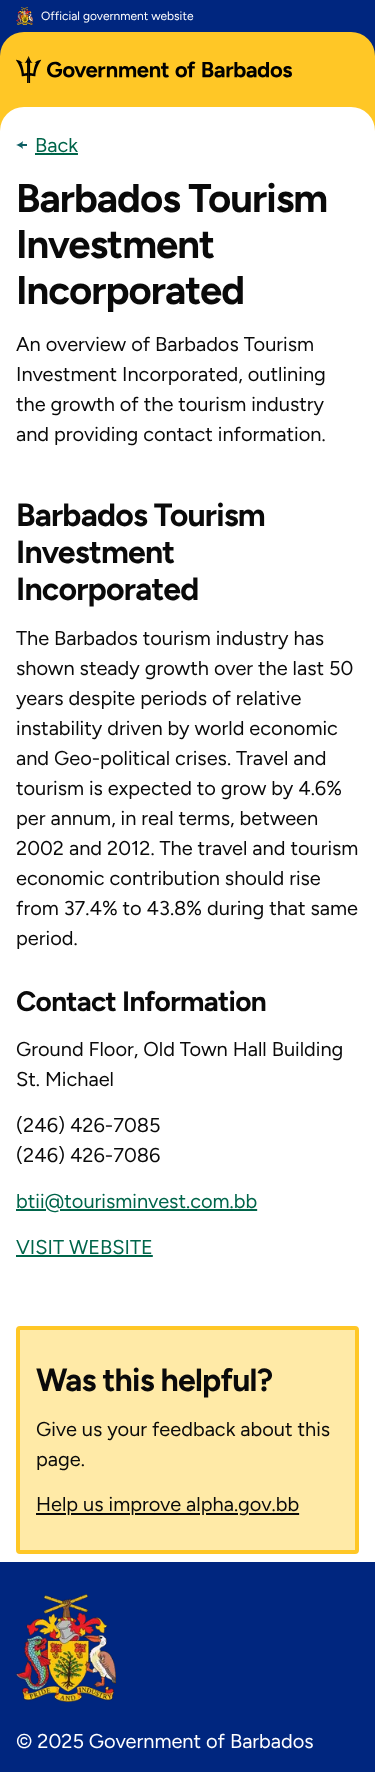 Official government website
Government of Barbados
Back
Barbados Tourism
Investment
Incorporated
An overview of Barbados Tourism
Investment Incorporated, outlining
the growth of the tourism industry
and providing contact information.
Barbados Tourism
Investment
Incorporated
The Barbados tourism industry has
shown steady growth over the last 50
years despite periods of relative
instability driven by world economic
and Geo-political crises. Travel and
tourism is expected to grow by 4.6%
per annum, in real terms, between
2002 and 2012. The travel and tourism
economic contribution should rise
from 37.4% to 43.8% during that same
period.
Contact Information
Ground Floor, Old Town Hall Building
St. Michael
(246) 426-7085
(246) 426-7086
btii@tourisminvest.com.bb
VISIT WEBSITE
Was this helpful?
Give us your feedback about this
page.
Help us improve alpha.gov.bb
PRIDE AND INDUSTRY
© 2025 Government of Barbados